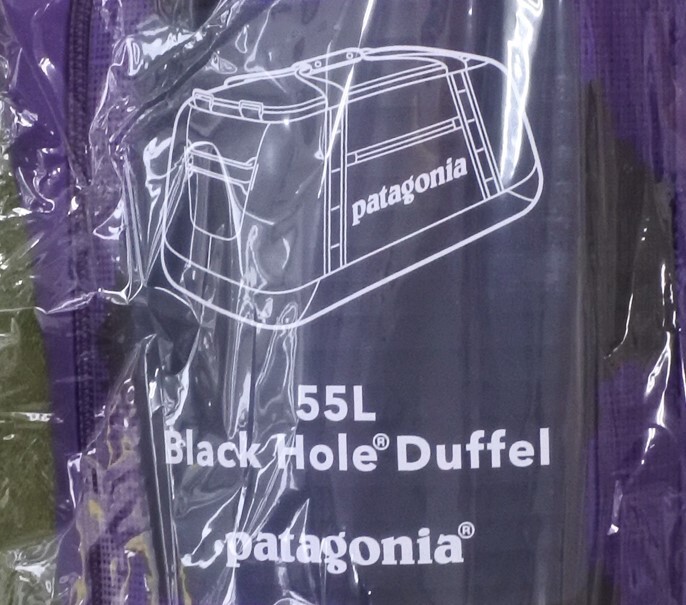 patagonia
55L
Black Hole® Duffel
patagonia®